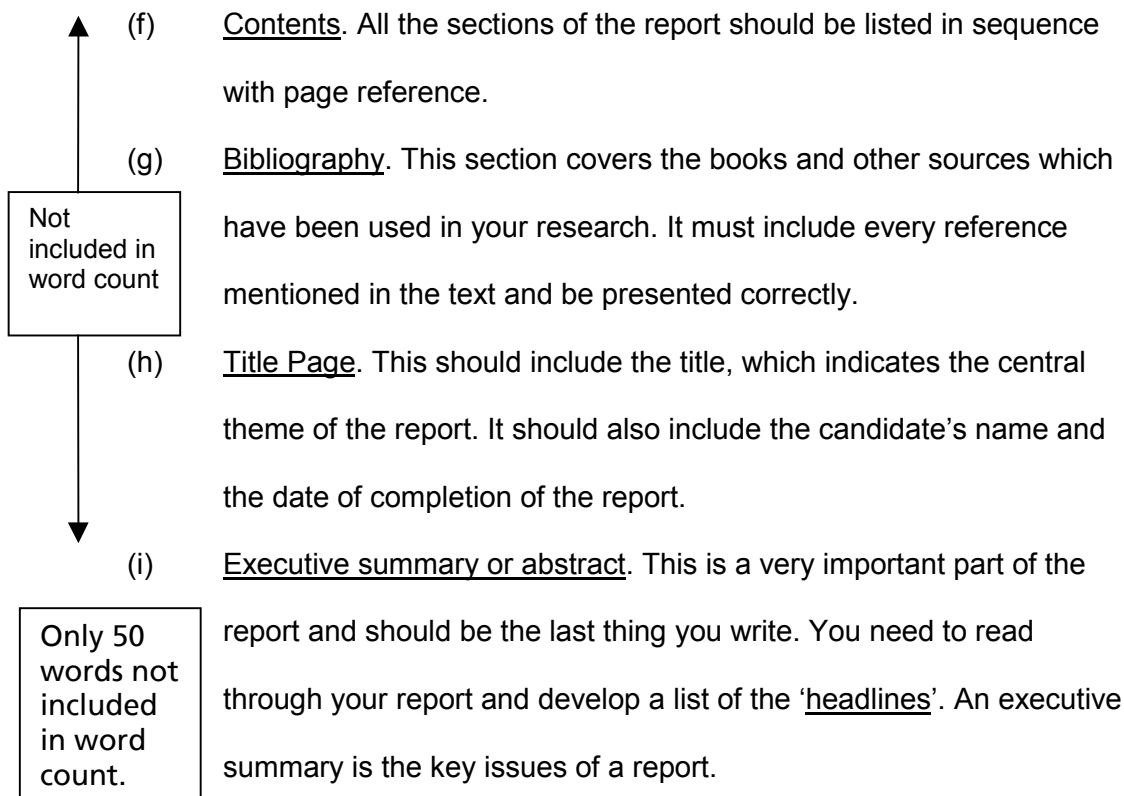 (f) Contents. All the sections of the report should be listed in sequence
with page reference.
(g) Bibliography. This section covers the books and other sources which
have been used in your research. It must include every reference
mentioned in the text and be presented correctly.
Not
included in
word count
(h) Title Page. This should include the title, which indicates the central
theme of the report. It should also include the candidate’s name and
the date of completion of the report.
(i) Executive summary or abstract. This is a very important part of the
report and should be the last thing you write. You need to read
through your report and develop a list of the ‘headlines’. An executive
summary is the key issues of a report.
Only 50
words not
included
in word
count.